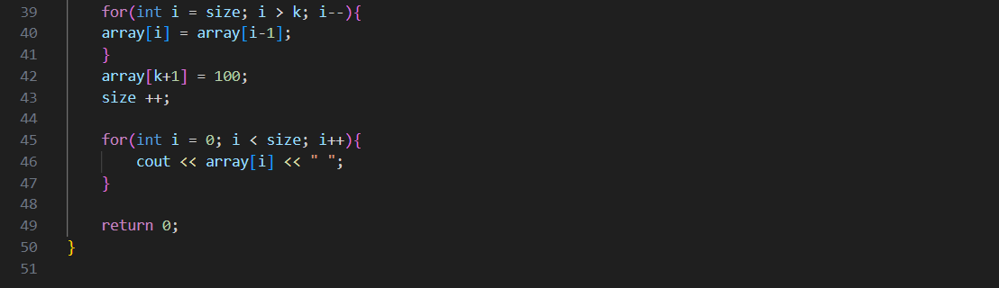 39 for(int i = size; i > k; i--){
40 array[i] = array[i-1];
41 }
42 array[k+1] = 100;
43 size ++;
44
45 for(int i = 0; i < size; i++){
46 cout << array[i] << " ";
47 }
48
49 return 0;
50 }
51